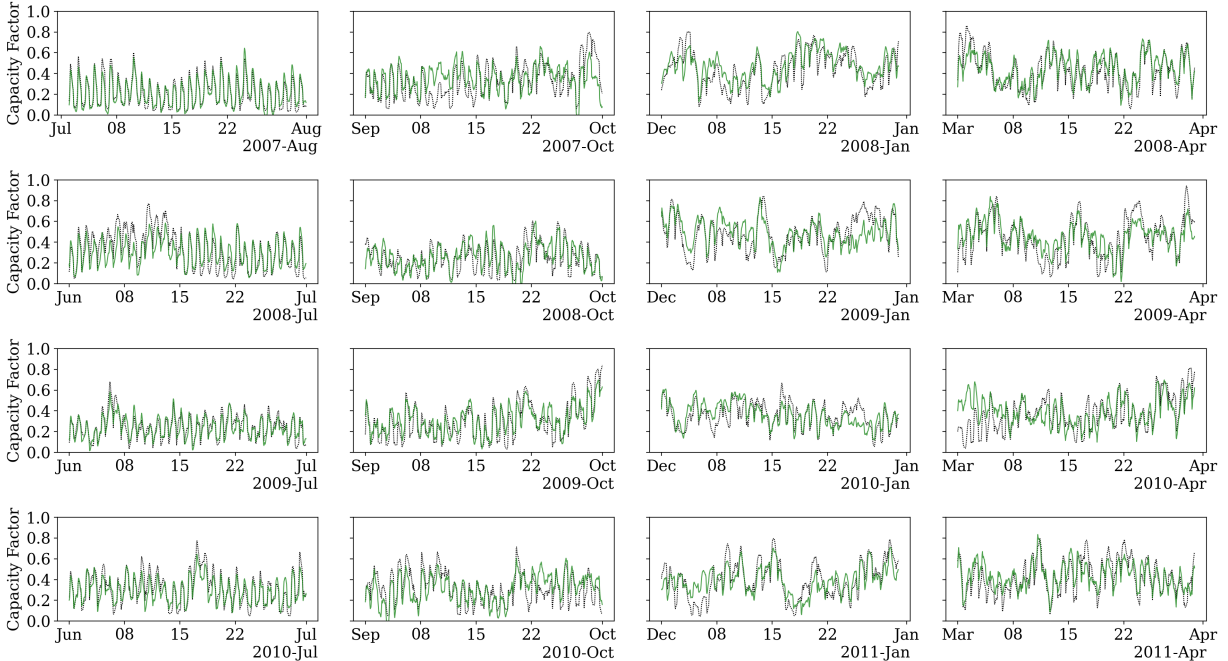 Capacity Factor
1.0
0.8
0.6
0.4
0.2
0.0
Jul 08 15 22 Aug
2007-Aug
Sep 08 15 22 Oct
2007-Oct
Dec 08 15 22 Jan
2008-Jan
Mar 08 15 22 Apr
2008-Apr
Capacity Factor
1.0
0.8
0.6
0.4
0.2
0.0
Jun 08 15 22 Jul
2008-Jul
Sep 08 15 22 Oct
2008-Oct
Dec 08 15 22 Jan
2009-Jan
Mar 08 15 22 Apr
2009-Apr
Capacity Factor
1.0
0.8
0.6
0.4
0.2
0.0
Jun 08 15 22 Jul
2009-Jul
Sep 08 15 22 Oct
2009-Oct
Dec 08 15 22 Jan
2010-Jan
Mar 08 15 22 Apr
2010-Apr
Capacity Factor
1.0
0.8
0.6
0.4
0.2
0.0
Jun 08 15 22 Jul
2010-Jul
Sep 08 15 22 Oct
2010-Oct
Dec 08 15 22 Jan
2011-Jan
Mar 08 15 22 Apr
2011-Apr